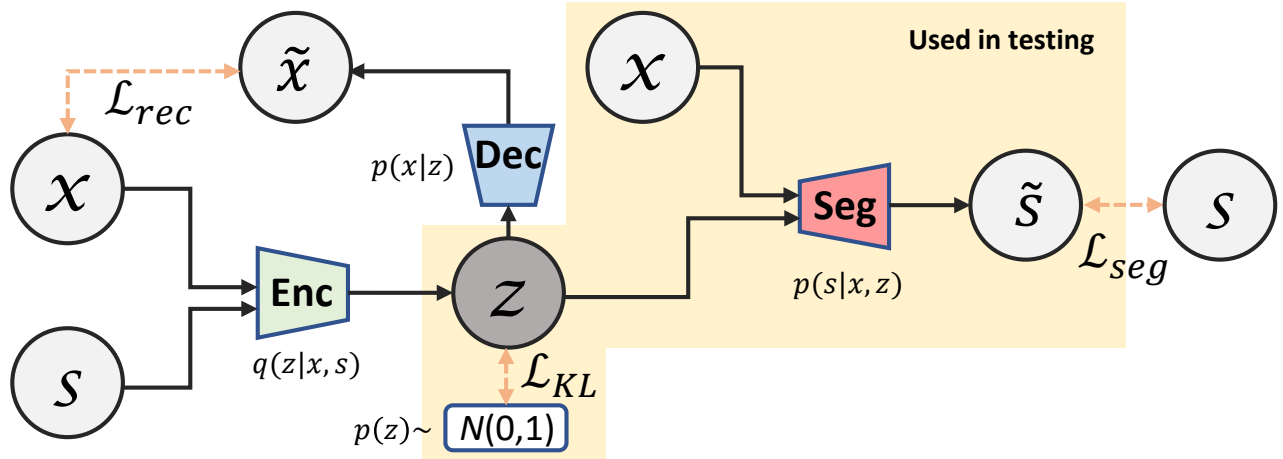 x̃
x
Used in testing
ℒ_rec
p(x|z)
Dec
x
Seg
s̃
s
ℒ_seg
p(s|x, z)
Enc
z
q(z|x, s)
s
ℒ_KL
p(z)~
N(0,1)